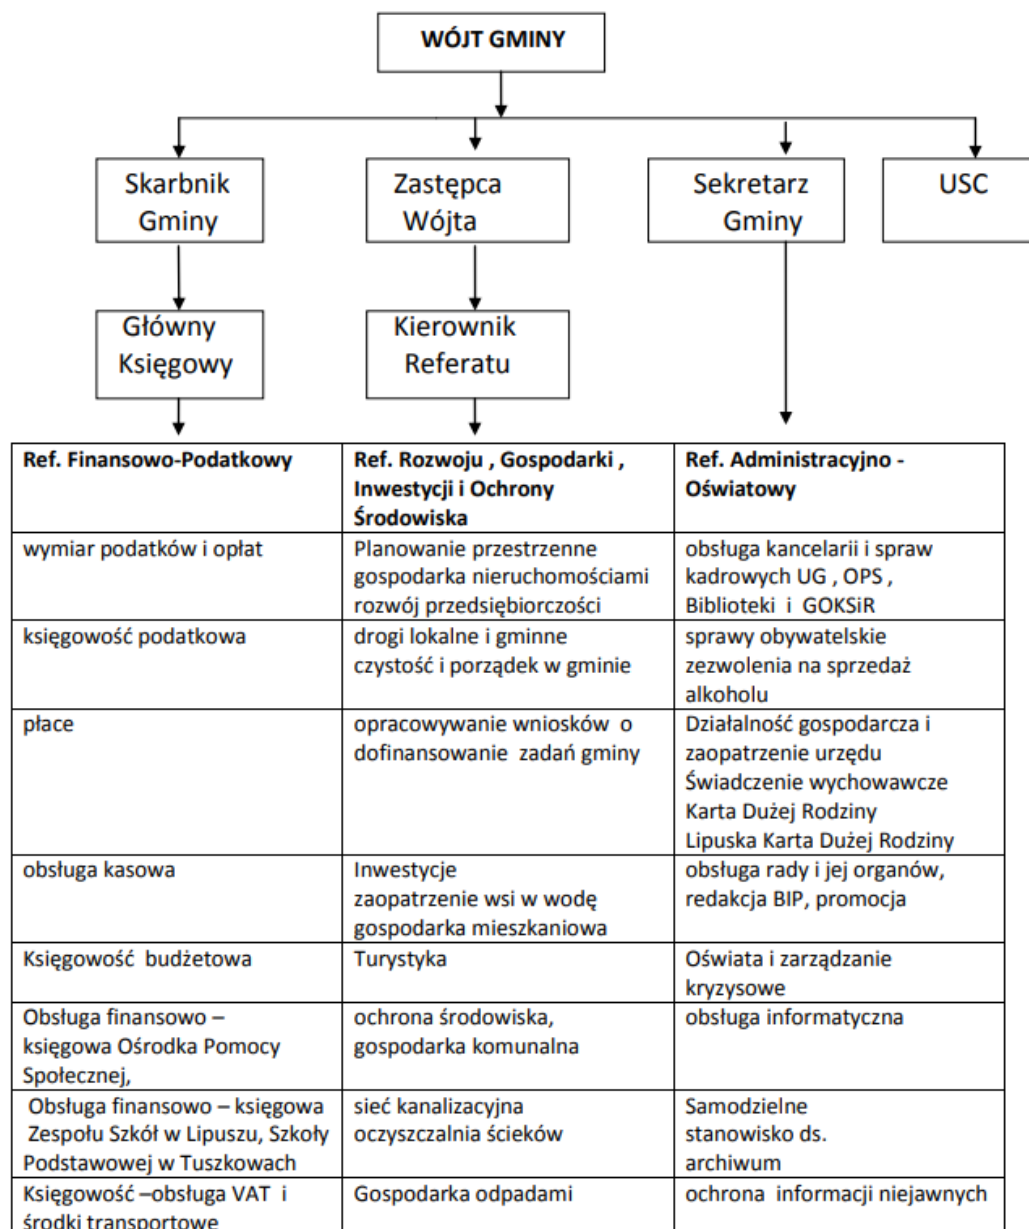 WÓJT GMINY
Skarbnik
Gminy
Zastępca
Wójta
Sekretarz
Gminy
USC
Główny
Księgowy
Kierownik
Referatu
Ref. Finansowo-Podatkowy
Ref. Rozwoju , Gospodarki ,
Inwestycji i Ochrony
Środowiska
Ref. Administracyjno -
Oświatowy
wymiar podatków i opłat
Planowanie przestrzenne
gospodarka nieruchomościami
rozwój przedsiębiorczości
obsługa kancelarii i spraw
kadrowych UG , OPS ,
Biblioteki i GOKSiR
księgowość podatkowa
drogi lokalne i gminne
czystość i porządek w gminie
sprawy obywatelskie
zezwolenia na sprzedaż
alkoholu
płace
opracowywanie wniosków o
dofinansowanie zadań gminy
Działalność gospodarcza i
zaopatrzenie urzędu
Świadczenie wychowawcze
Karta Dużej Rodziny
Lipuska Karta Dużej Rodziny
obsługa kasowa
Inwestycje
zaopatrzenie wsi w wodę
gospodarka mieszkaniowa
obsługa rady i jej organów,
redakcja BIP, promocja
Księgowość budżetowa
Turystyka
Oświata i zarządzanie
kryzysowe
Obsługa finansowo –
księgowa Ośrodka Pomocy
Społecznej,
ochrona środowiska,
gospodarka komunalna
obsługa informatyczna
Obsługa finansowo – księgowa
Zespołu Szkół w Lipuszu, Szkoły
Podstawowej w Tuszkowach
sieć kanalizacyjna
oczyszczalnia ścieków
Samodzielne
stanowisko ds.
archiwum
Księgowość –obsługa VAT i
środki transportowe
Gospodarka odpadami
ochrona informacji niejawnych